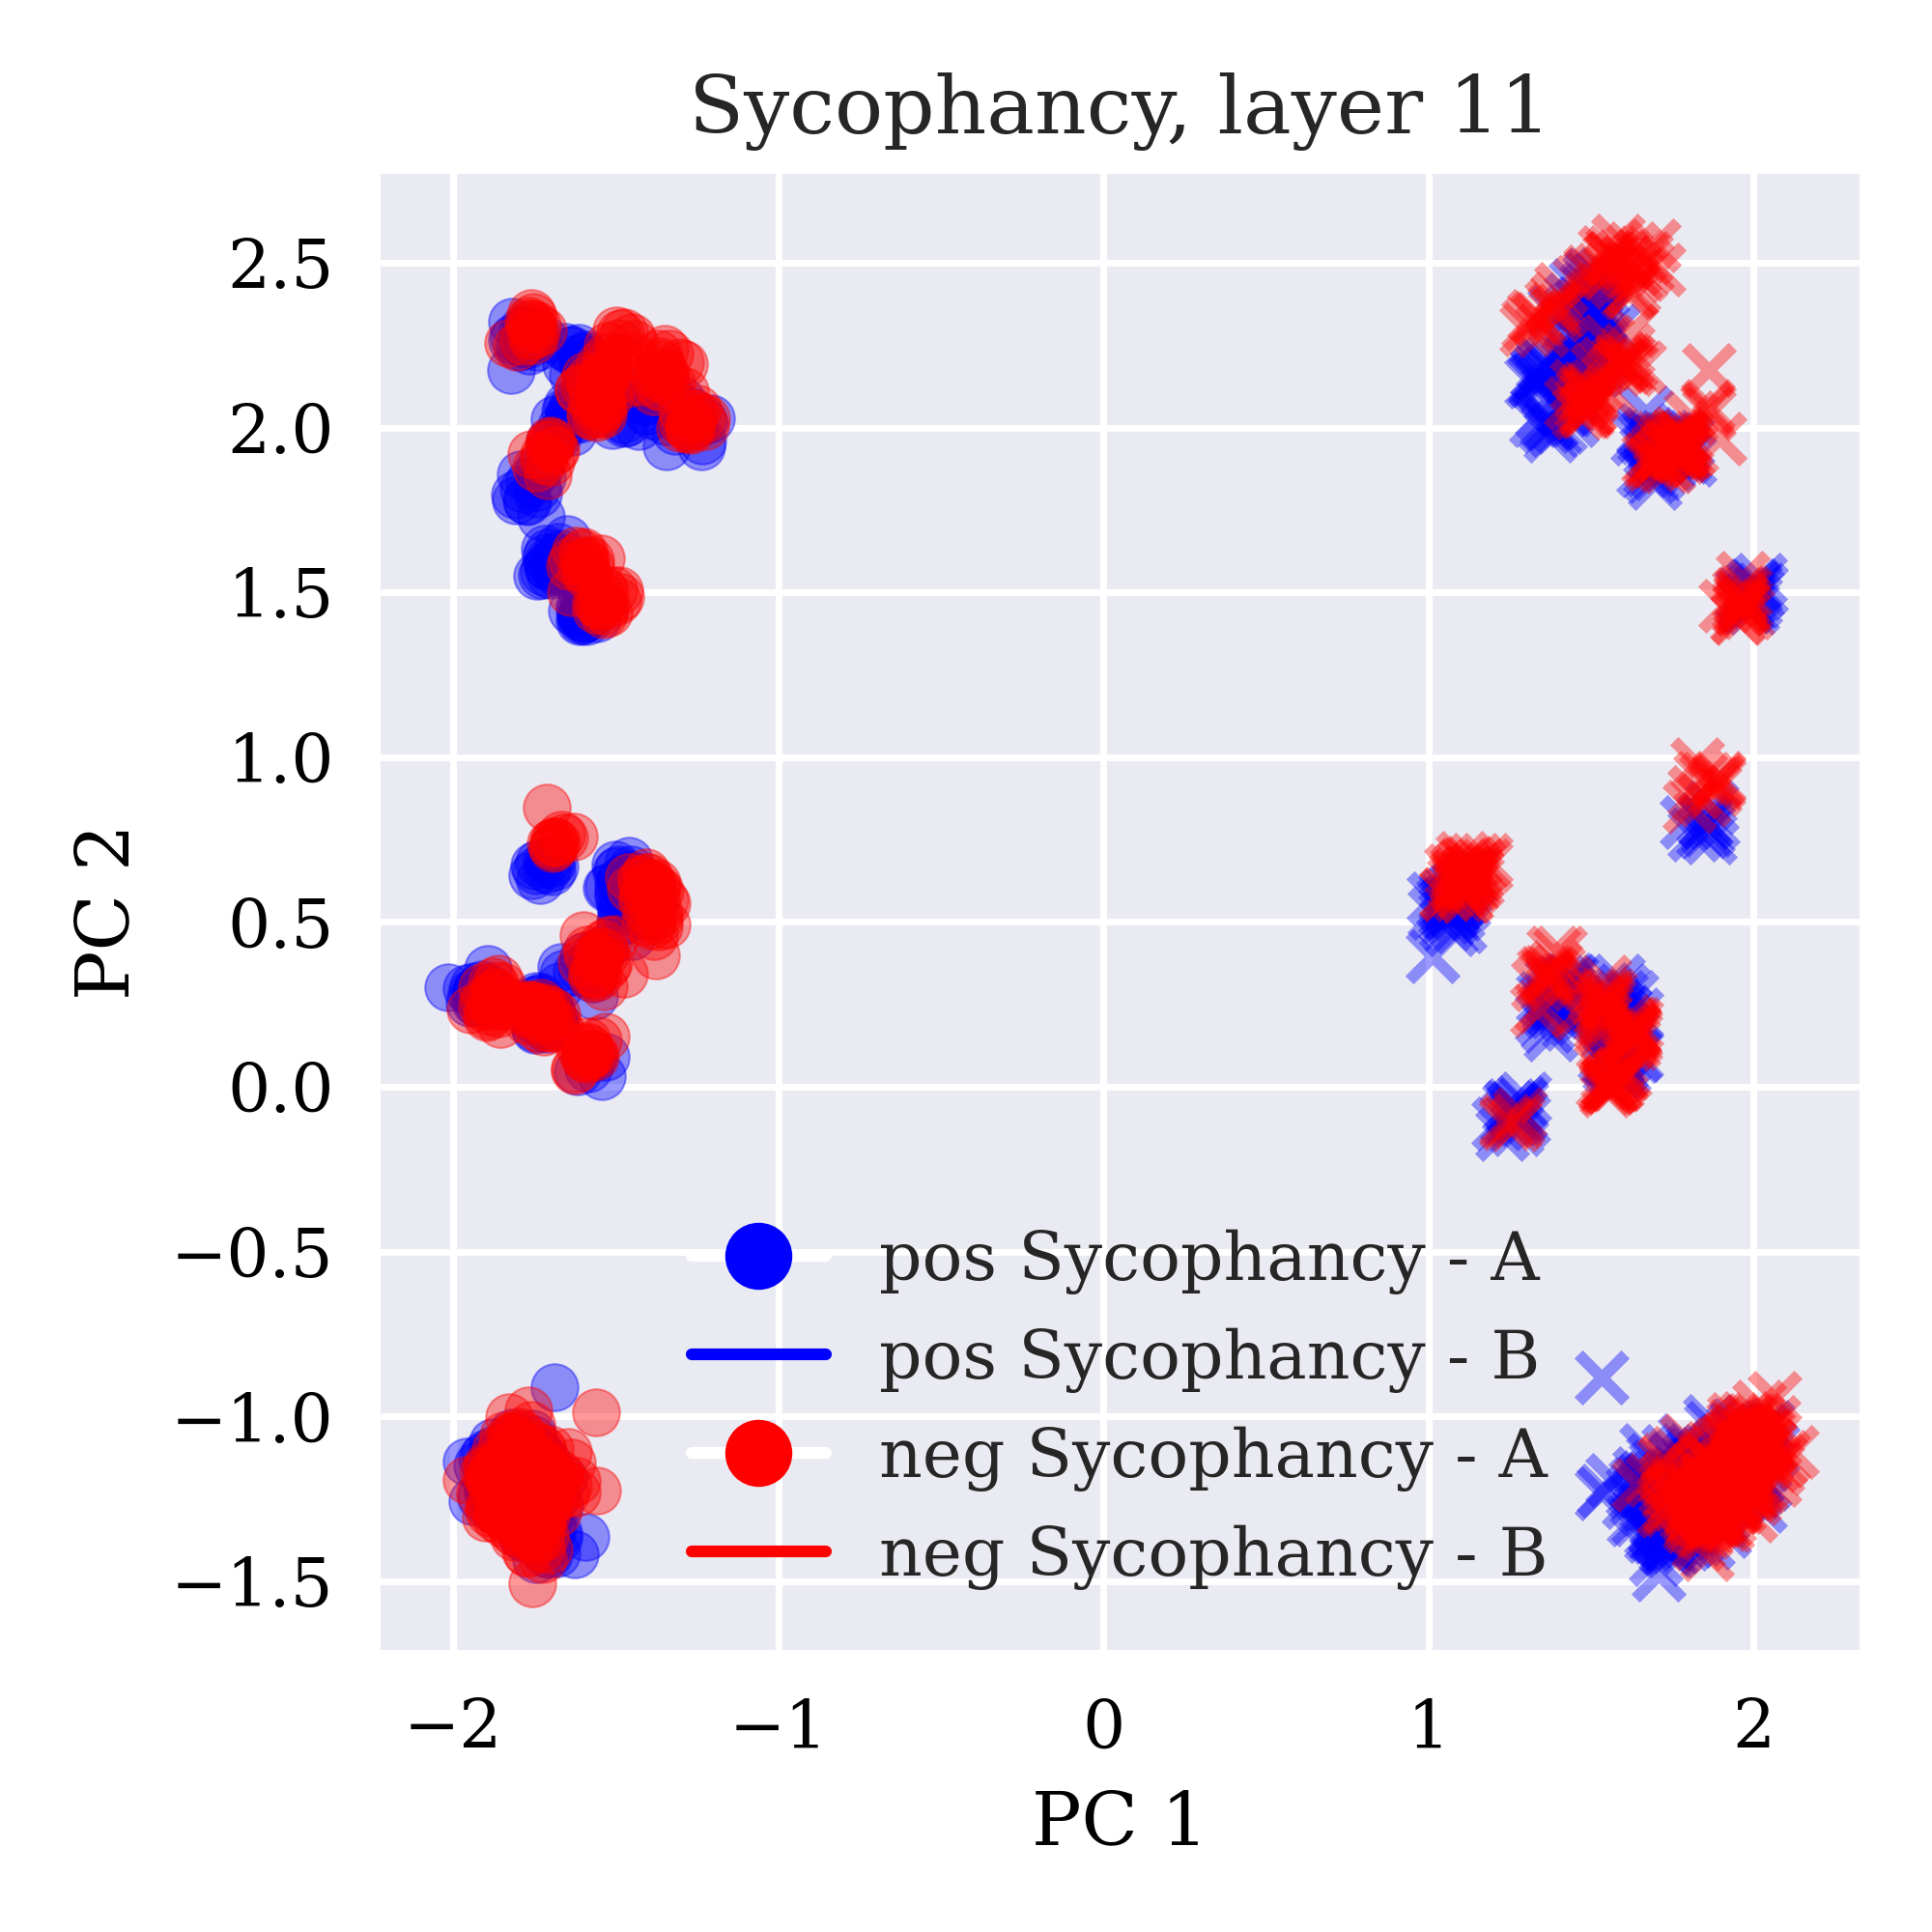 Sycophancy, layer 11
2.5
2.0
1.5
1.0
0.5
0.0
−0.5
−1.0
−1.5
PC 2
pos Sycophancy - A
pos Sycophancy - B
neg Sycophancy - A
neg Sycophancy - B
−2 −1 0 1 2
PC 1